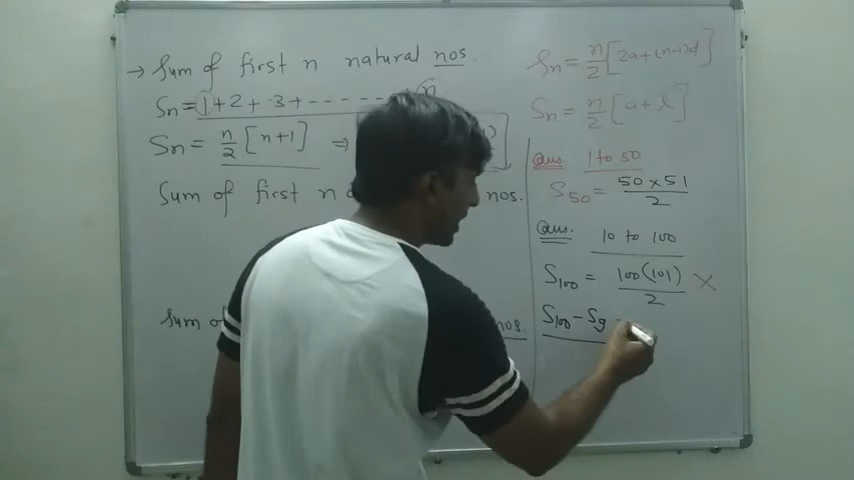 → Sum of first n natural nos.
Sn = 1 + 2 + 3 + - - - - - n
Sn = n/2 [n+1] ⇒
Sum of first n nos.
Sum of nos.
Sn = n/2 [2a + (n-1)d]
Sn = n/2 [a + l]
Ques. 1 to 50
S50 = 50 × 51 / 2
Ques. 10 to 100
S100 = 100(101) / 2 ×
S100 - S9